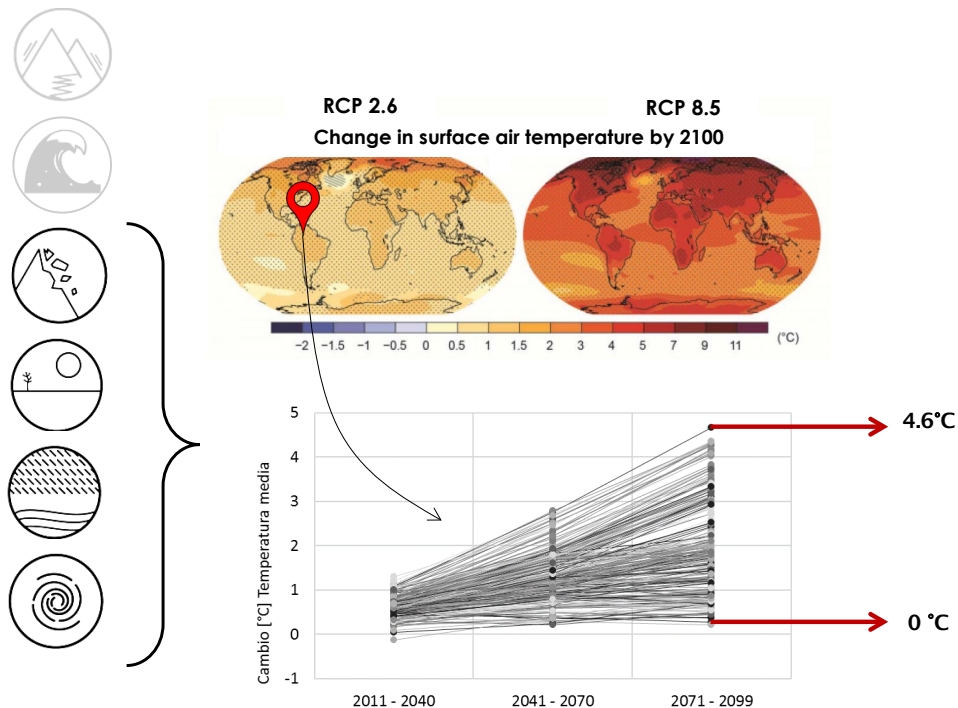 RCP 2.6
RCP 8.5
Change in surface air temperature by 2100
−2 −1.5 −1 −0.5 0 0.5 1 1.5 2 3 4 5 7 9 11 (°C)
5
4.6°C
4
3
2
1
0
0 °C
-1
Cambio [°C] Temperatura media
2011 - 2040
2041 - 2070
2071 - 2099